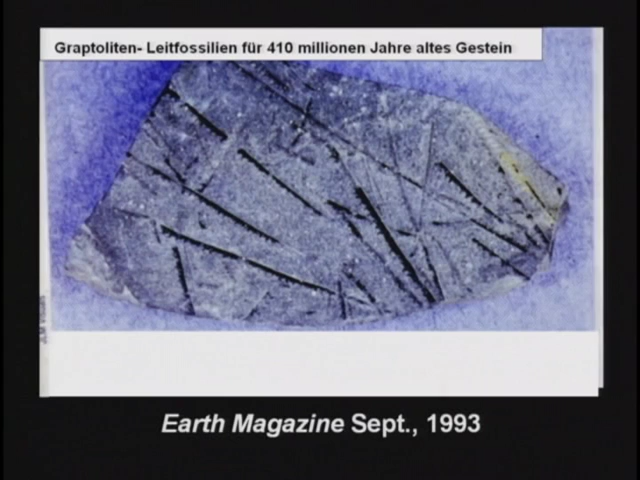 Graptoliten- Leitfossilien für 410 millionen Jahre altes Gestein
Earth Magazine Sept., 1993